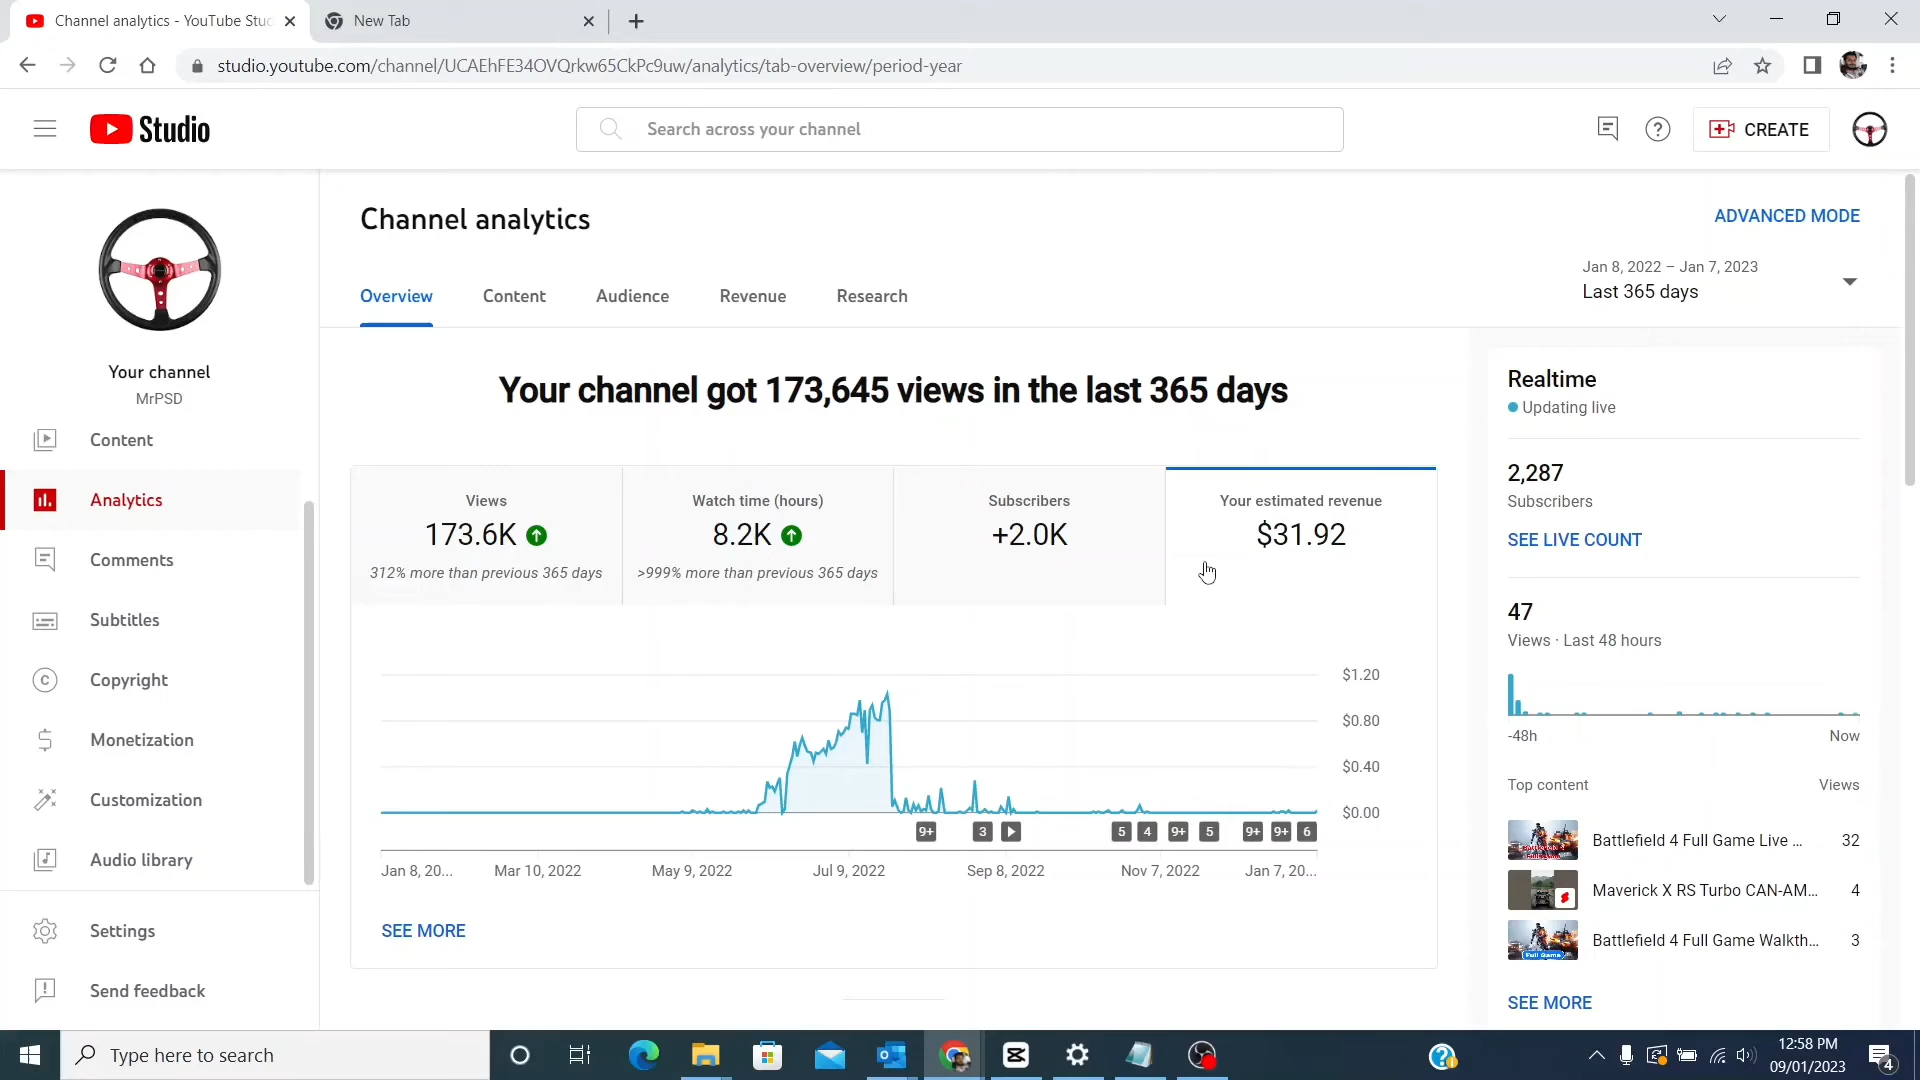 Channel analytics - YouTube Stud
New Tab
studio.youtube.com/channel/UCAEhFE34OVQrkw65CkPc9uw/analytics/tab-overview/period-year
Studio
Search across your channel
CREATE
Your channel
MrPSD
Content
Analytics
Comments
Subtitles
Copyright
Monetization
Customization
Audio library
Settings
Send feedback
Channel analytics
ADVANCED MODE
Overview
Content
Audience
Revenue
Research
Jan 8, 2022 – Jan 7, 2023
Last 365 days
Your channel got 173,645 views in the last 365 days
Views
173.6K
312% more than previous 365 days
Watch time (hours)
8.2K
>999% more than previous 365 days
Subscribers
+2.0K
Your estimated revenue
$31.92
$1.20
$0.80
$0.40
$0.00
9+ 3 5 4 9+ 5 9+ 9+ 6
Jan 8, 20... Mar 10, 2022 May 9, 2022 Jul 9, 2022 Sep 8, 2022 Nov 7, 2022 Jan 7, 20...
SEE MORE
Realtime
Updating live
2,287
Subscribers
SEE LIVE COUNT
47
Views · Last 48 hours
-48h Now
Top content Views
Battlefield 4 Full Game Live ... 32
Maverick X RS Turbo CAN-AM... 4
Full Game
Battlefield 4 Full Game Walkth... 3
SEE MORE
Type here to search
12:58 PM
09/01/2023
4